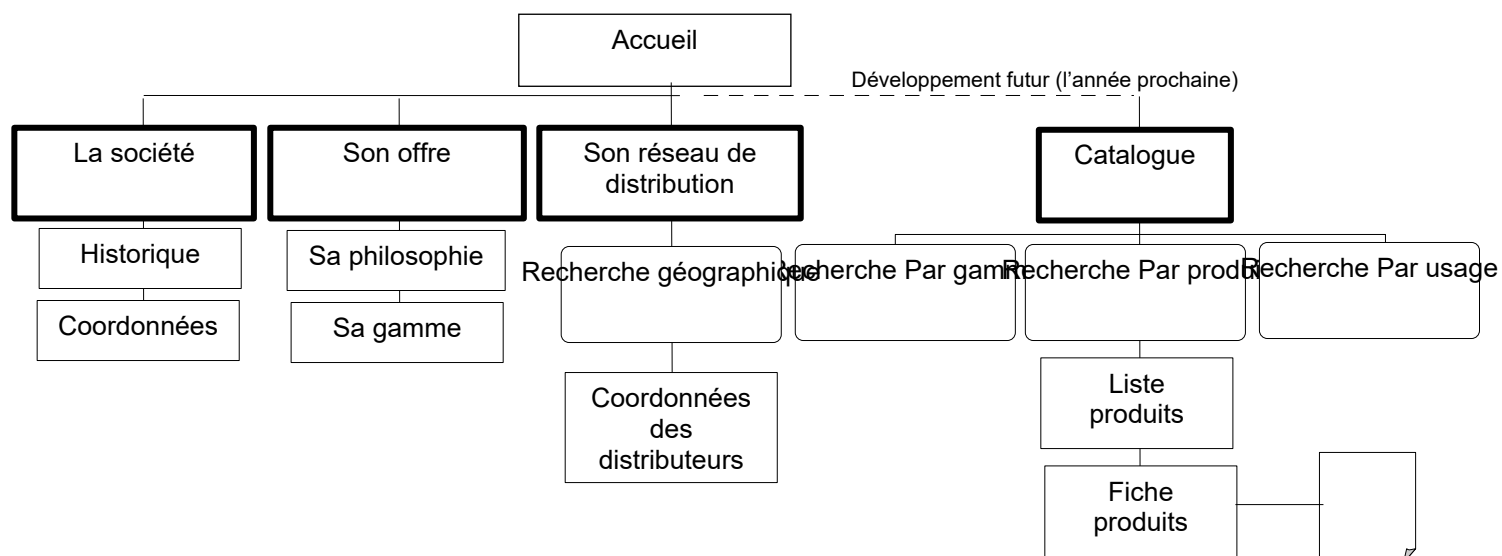 Accueil
Développement futur (l’année prochaine)
La société
Son offre
Son réseau de
distribution
Catalogue
Historique
Sa philosophie
Recherche géographique
Recherche Par gamme
Recherche Par produit
Recherche Par usage
Coordonnées
Sa gamme
Coordonnées
des
distributeurs
Liste
produits
Fiche
produits